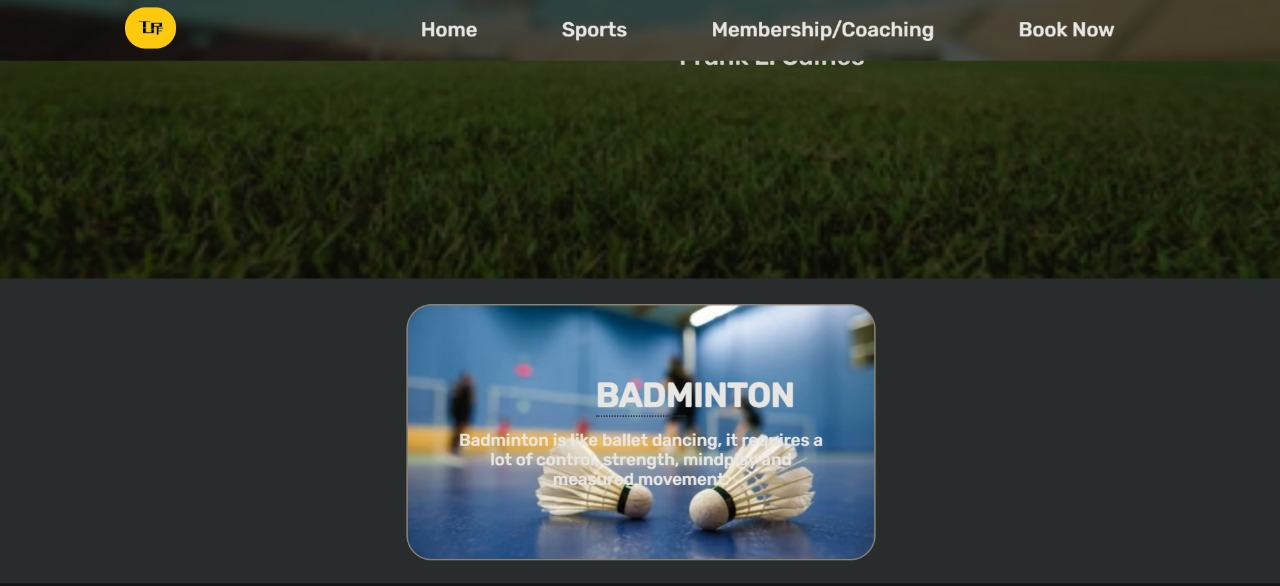 Home Sports Membership/Coaching Book Now
BADMINTON
Badminton is like ballet dancing, it requires a
lot of control, strength, mindplay and
measured movement.